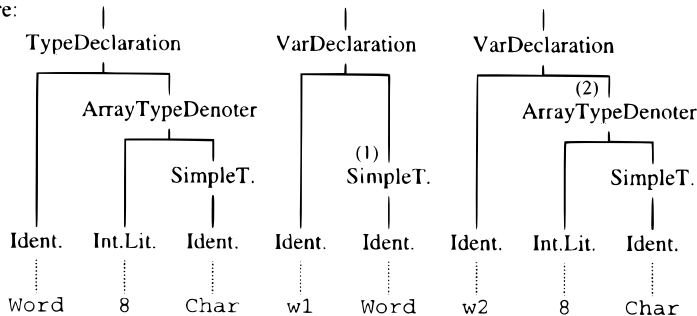 re:
TypeDeclaration VarDeclaration VarDeclaration
(2)
ArrayTypeDenoter ArrayTypeDenoter
(1)
SimpleT. SimpleT. SimpleT.
Ident. Int.Lit. Ident. Ident. Ident. Ident. Int.Lit. Ident.
Word 8 Char w1 Word w2 8 Char